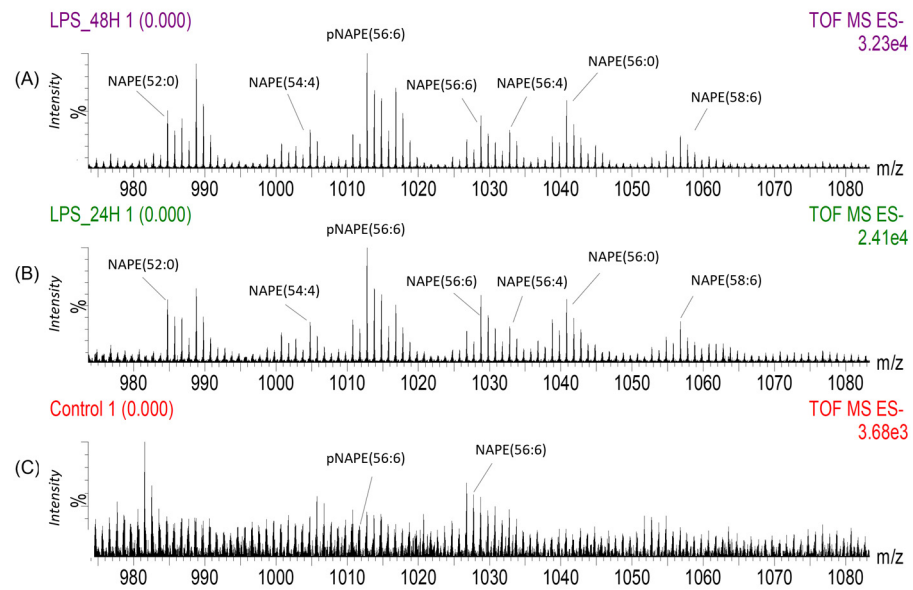 LPS_48H 1 (0.000)
TOF MS ES-
3.23e4
(A)
Intensity
%
NAPE(52:0)
NAPE(54:4)
pNAPE(56:6)
NAPE(56:6)
NAPE(56:4)
NAPE(56:0)
NAPE(58:6)
980 990 1000 1010 1020 1030 1040 1050 1060 1070 1080
m/z
LPS_24H 1 (0.000)
TOF MS ES-
2.41e4
(B)
Intensity
%
NAPE(52:0)
NAPE(54:4)
pNAPE(56:6)
NAPE(56:6)
NAPE(56:4)
NAPE(56:0)
NAPE(58:6)
980 990 1000 1010 1020 1030 1040 1050 1060 1070 1080
m/z
Control 1 (0.000)
TOF MS ES-
3.68e3
(C)
Intensity
%
pNAPE(56:6)
NAPE(56:6)
980 990 1000 1010 1020 1030 1040 1050 1060 1070 1080
m/z